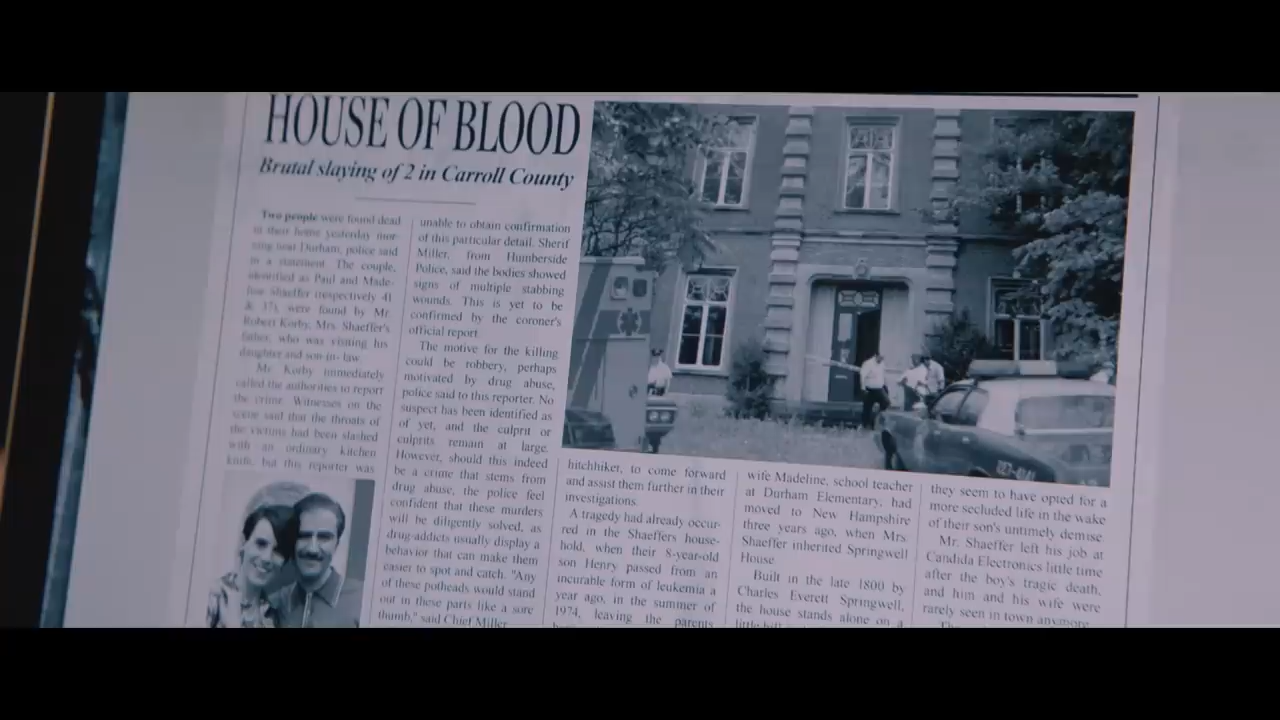 HOUSE OF BLOOD
Brutal slaying of 2 in Carroll County
Two people were found dead
in their home yesterday mor-
ning near Durham, police said
in a statement. The couple,
identified as Paul and Made-
line Shaeffer (respectively 41
& 37), were found by Mr.
Robert Korby, Mrs. Shaeffer's
father, who was visiting his
daughter and son-in-law.
Mr. Korby immediately
called the authorities to report
the crime. Witnesses on the
scene said that the throats of
the victims had been slashed
with an ordinary kitchen
knife, but this reporter was
unable to obtain confirmation
of this particular detail. Sherif
Miller, from Humberside
Police, said the bodies showed
signs of multiple stabbing
wounds. This is yet to be
confirmed by the coroner's
official report.
The motive for the killing
could be robbery, perhaps
motivated by drug abuse,
police said to this reporter. No
suspect has been identified as
of yet, and the culprit or
culprits remain at large.
However, should this indeed
be a crime that stems from
drug abuse, the police feel
confident that these murders
will be diligently solved, as
drug-addicts usually display a
behavior that can make them
easier to spot and catch. "Any
of these potheads would stand
out in these parts like a sore
thumb," said Chief Miller
hitchhiker, to come forward
and assist them further in their
investigations.
A tragedy had already occur-
red in the Shaeffers house-
hold, when their 8-year-old
son Henry passed from an
incurable form of leukemia a
year ago, in the summer of
1974, leaving the parents
wife Madeline, school teacher
at Durham Elementary, had
moved to New Hampshire
three years ago, when Mrs.
Shaeffer inherited Springwell
House.
Built in the late 1800 by
Charles Everett Springwell,
the house stands alone on a
they seem to have opted for a
more secluded life in the wake
of their son's untimely demise
Mr. Shaeffer left his job at
Candida Electronics little time
after the boy's tragic death,
and him and his wife were
rarely seen in town anymore